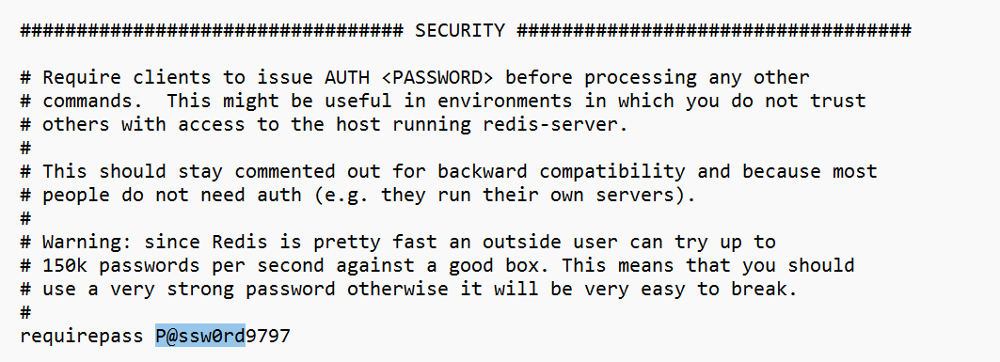 ################################## SECURITY ###################################
# Require clients to issue AUTH <PASSWORD> before processing any other
# commands.  This might be useful in environments in which you do not trust
# others with access to the host running redis-server.
#
# This should stay commented out for backward compatibility and because most
# people do not need auth (e.g. they run their own servers).
#
# Warning: since Redis is pretty fast an outside user can try up to
# 150k passwords per second against a good box. This means that you should
# use a very strong password otherwise it will be very easy to break.
#
requirepass P@ssw0rd9797